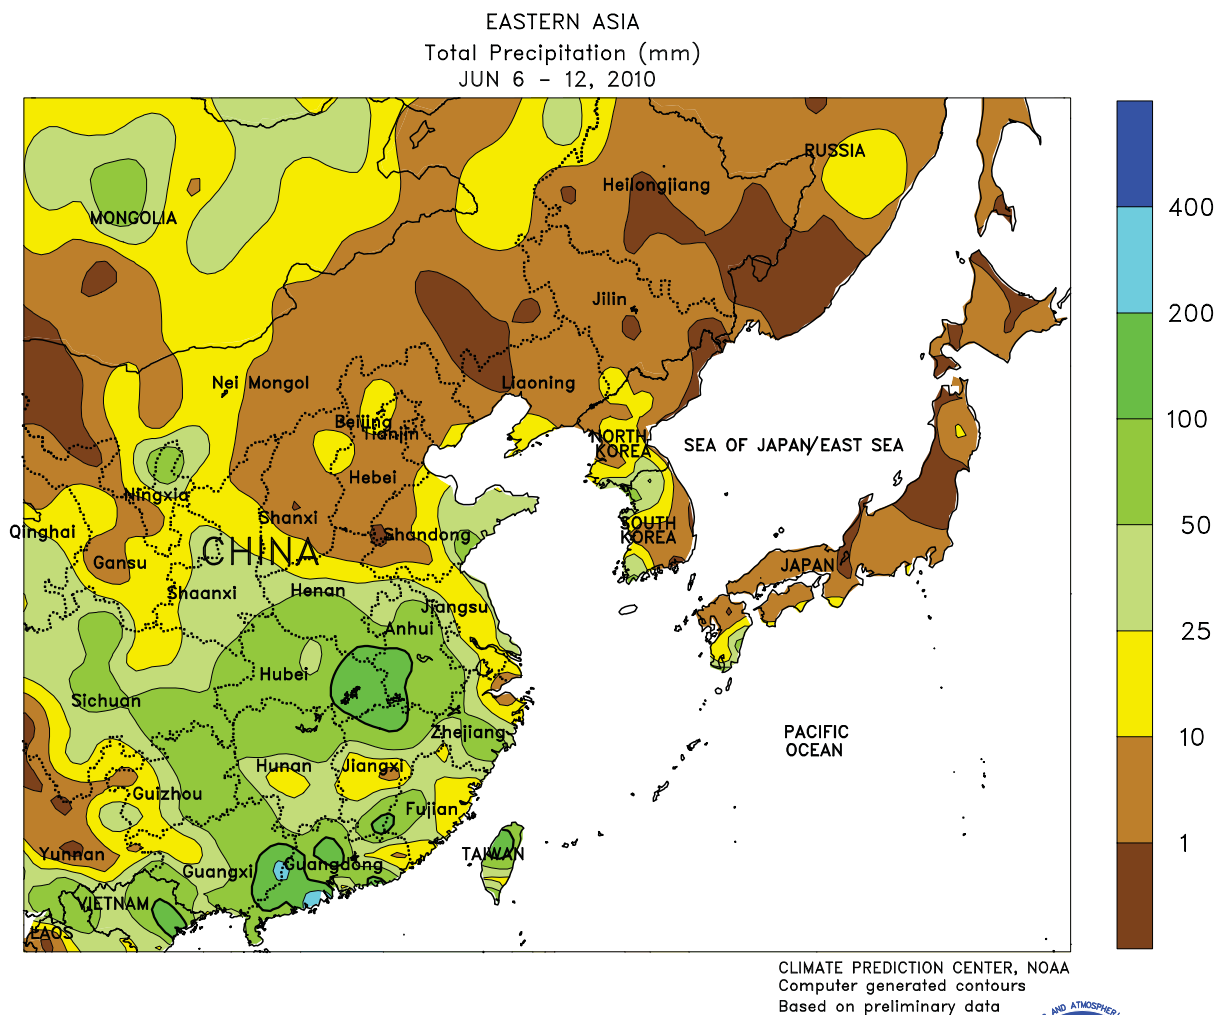 EASTERN ASIA
Total Precipitation (mm)
JUN 6 - 12, 2010
RUSSIA
Heilongjiang
MONGOLIA
400
Jilin
200
Nei Mongol
Liaoning
Beijing
Tianjin
100
NORTH
KOREA
SEA OF JAPAN/EAST SEA
Hebei
Ningxia
Shanxi
50
Qinghai
Shandong
SOUTH
KOREA
CHINA
Gansu
JAPAN
Shaanxi
Henan
Jiangsu
Anhui
25
Hubei
Sichuan
Zhejiang
PACIFIC
OCEAN
10
Hunan
Jiangxi
Guizhou
Fujian
1
Yunnan
TAIWAN
Guangxi
Guangdong
VIETNAM
LAOS
CLIMATE PREDICTION CENTER, NOAA
Computer generated contours
Based on preliminary data
AND ATMOSPHER